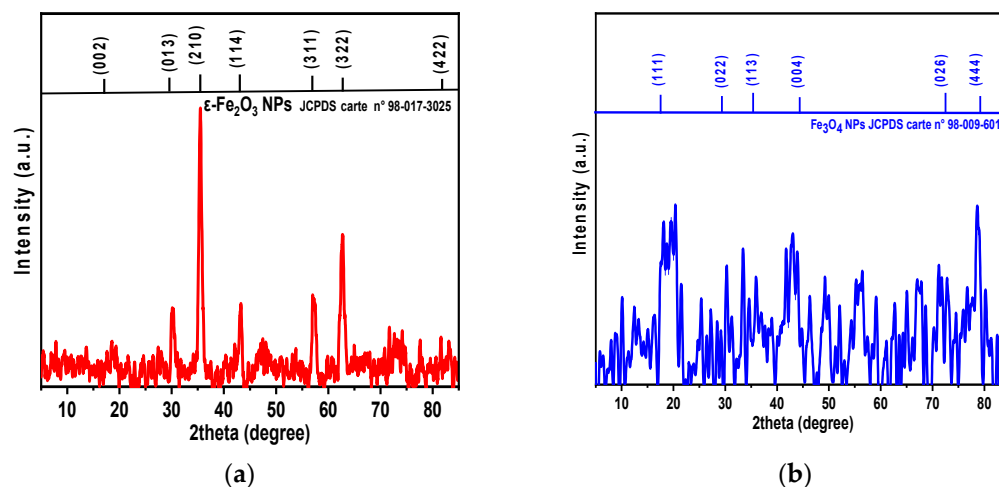 (002) (013) (210) (114) (311) (322) (422)
ε-Fe₂O₃ NPs JCPDS carte n° 98-017-3025
Intensity (a.u.)
10 20 30 40 50 60 70 80
2theta (degree)
(a)
(111) (022) (113) (004) (026) (444)
Fe₃O₄ NPs JCPDS carte n° 98-009-601
Intensity (a.u.)
10 20 30 40 50 60 70 80
2theta (degree)
(b)